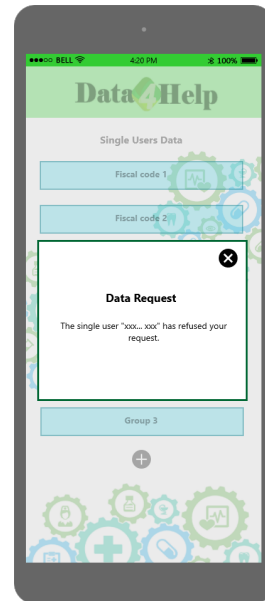 BELL 4:20 PM 100%
Data4Help
Single Users Data
Fiscal code 1
Fiscal code 2
Data Request
The single user "xxx... xxx" has refused your
request.
Group 3